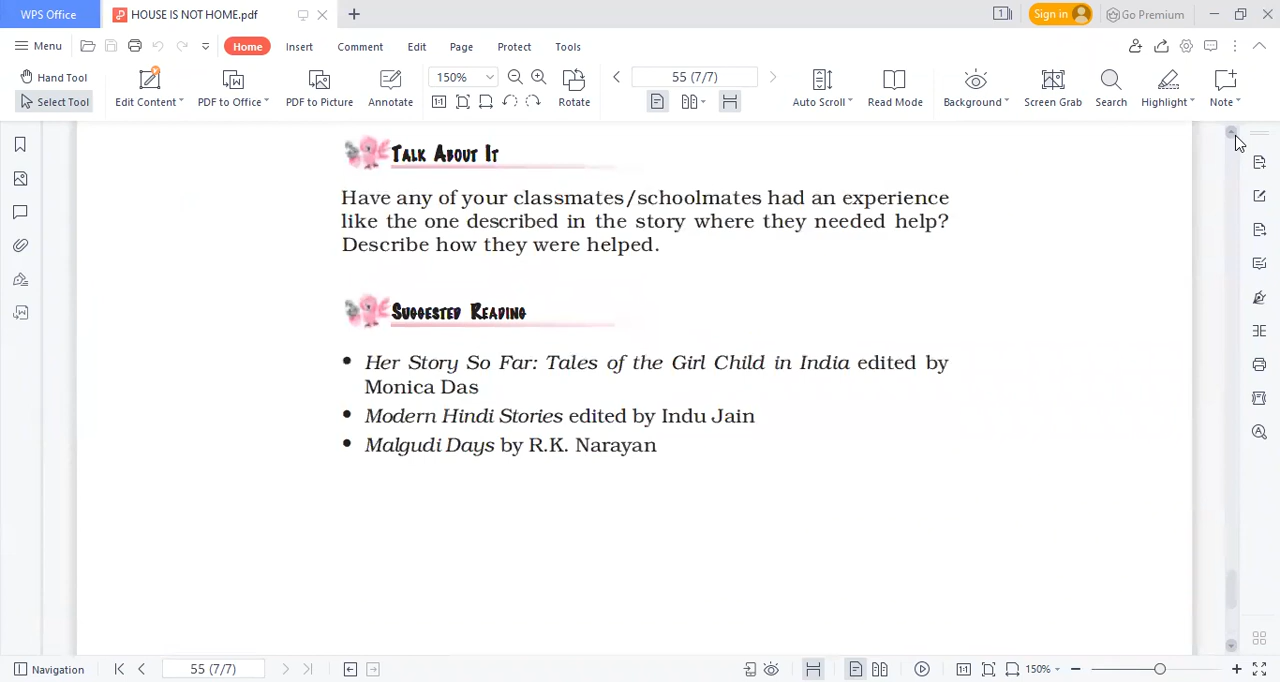 WPS Office
HOUSE IS NOT HOME.pdf
1
Sign in
Go Premium
Menu
Home
Insert
Comment
Edit
Page
Protect
Tools
Hand Tool
Select Tool
Edit Content
PDF to Office
PDF to Picture
Annotate
150%
Rotate
55 (7/7)
Auto Scroll
Read Mode
Background
Screen Grab
Search
Highlight
Note
TALK ABOUT IT
Have any of your classmates/schoolmates had an experience
like the one described in the story where they needed help?
Describe how they were helped.
SUGGESTED READING
• Her Story So Far: Tales of the Girl Child in India edited by
Monica Das
• Modern Hindi Stories edited by Indu Jain
• Malgudi Days by R.K. Narayan
Navigation
55 (7/7)
150%